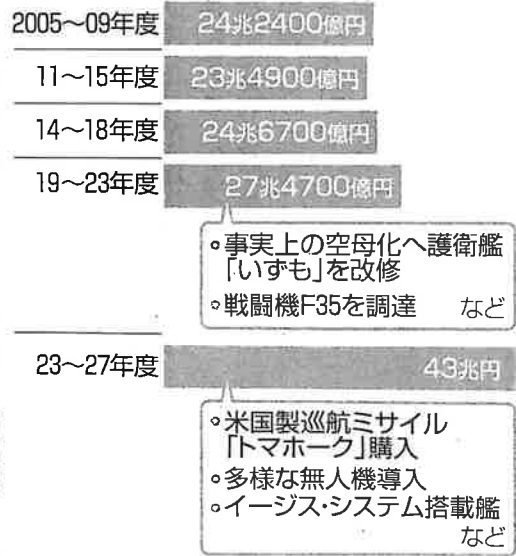 2005〜09年度 24兆2400億円
11〜15年度 23兆4900億円
14〜18年度 24兆6700億円
19〜23年度 27兆4700億円
・事実上の空母化へ護衛艦
「いずも」を改修
・戦闘機F35を調達 など
23〜27年度 43兆円
・米国製巡航ミサイル
「トマホーク」購入
・多様な無人機導入
・イージス・システム搭載艦
など